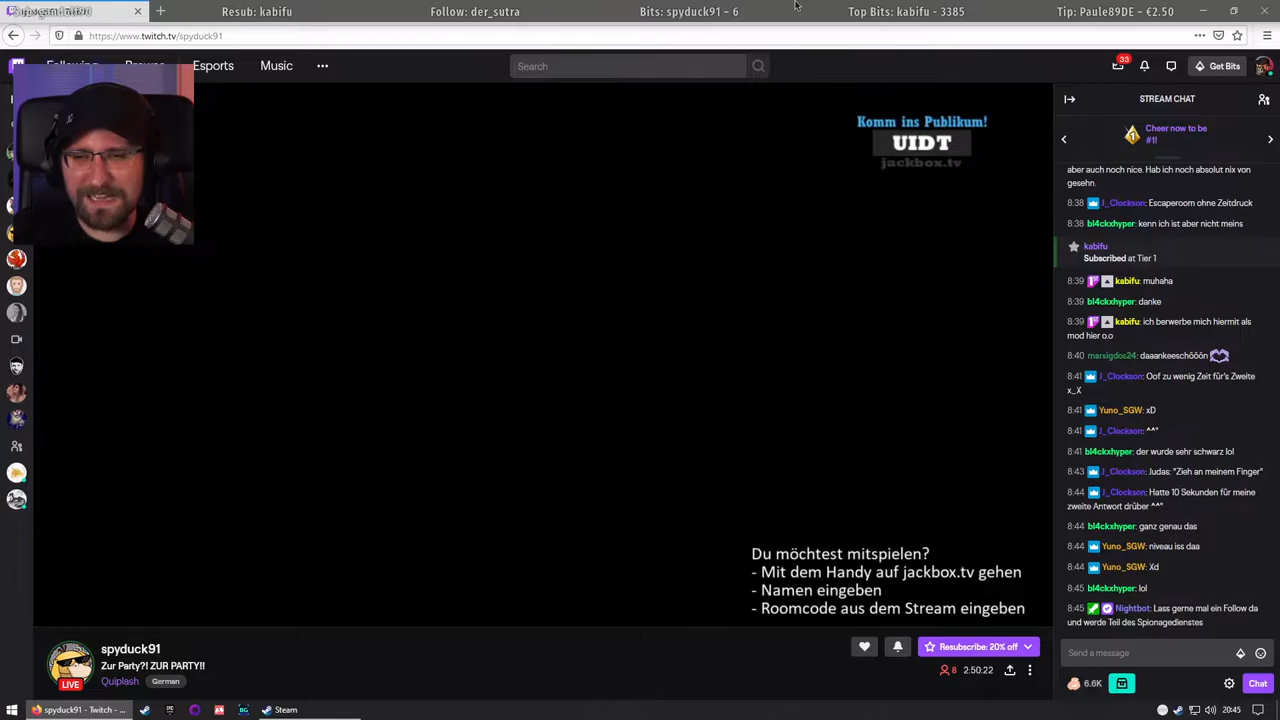 Resub: kabifu
Follow: der_sutra
Bits: spyduck91 - 6
Top Bits: kabifu - 3385
Tip: Paule89DE - €2.50
https://www.twitch.tv/spyduck91
Following
Browse
Esports
Music
Search
33
Get Bits
Komm ins Publikum!
UIDT
jackbox.tv
STREAM CHAT
Cheer now to be
#1!
aber auch noch nice. Hab ich noch absolut nix von
gesehn.
8:38 J_Clockson: Escaperoom ohne Zeitdruck
8:38 bl4ckxhyper: kenn ich ist aber nicht meins
kabifu
Subscribed at Tier 1
8:39 kabifu: muhaha
8:39 bl4ckxhyper: danke
8:39 kabifu: ich berwerbe mich hiermit als
mod hier o.o
8:40 marsigdos24: daaankeeschööön
8:41 J_Clockson: Oof zu wenig Zeit für's Zweite
x_X
8:41 Yuno_SGW: xD
8:41 J_Clockson: ^^"
8:41 bl4ckxhyper: der wurde sehr schwarz lol
8:43 J_Clockson: Judas: "Zieh an meinem Finger"
8:44 J_Clockson: Hatte 10 Sekunden für meine
zweite Antwort drüber ^^"
8:44 bl4ckxhyper: ganz genau das
8:44 Yuno_SGW: niveau iss daa
8:44 Yuno_SGW: Xd
8:45 bl4ckxhyper: lol
8:45 Nightbot: Lass gerne mal ein Follow da
und werde Teil des Spionagedienstes
Du möchtest mitspielen?
- Mit dem Handy auf jackbox.tv gehen
- Namen eingeben
- Roomcode aus dem Stream eingeben
spyduck91
Zur Party?! ZUR PARTY!!
LIVE
Quiplash
German
Resubscribe: 20% off
8
2:50:22
Send a message
6.6K
Chat
spyduck91 - Twitch - ...
Steam
20:45